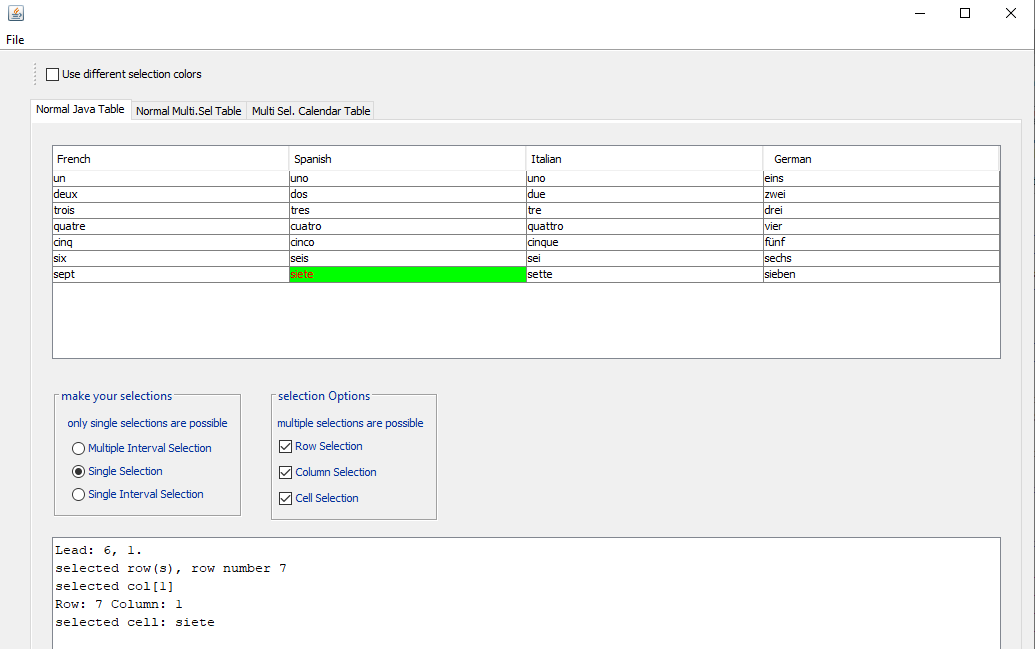 File
Use different selection colors
Normal Java Table Normal Multi.Sel Table Multi Sel. Calendar Table
French Spanish Italian German
un uno uno eins
deux dos due zwei
trois tres tre drei
quatre cuatro quattro vier
cinq cinco cinque fünf
six seis sei sechs
sept siete sette sieben
make your selections
only single selections are possible
Multiple Interval Selection
Single Selection
Single Interval Selection
selection Options
multiple selections are possible
Row Selection
Column Selection
Cell Selection
Lead: 6, 1.
selected row(s), row number 7
selected col[1]
Row: 7 Column: 1
selected cell: siete